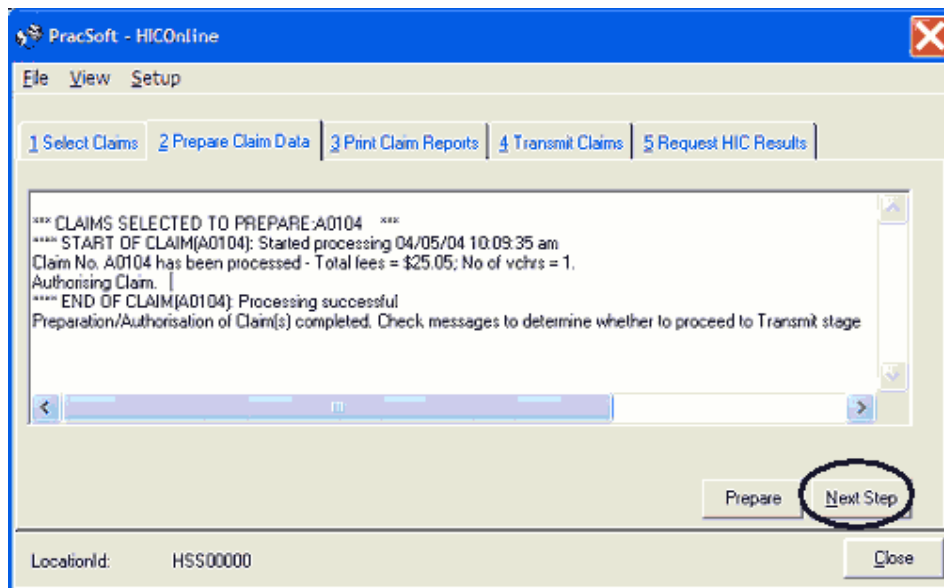 PracSoft - HICOnline
File View Setup
1 Select Claims 2 Prepare Claim Data 3 Print Claim Reports 4 Transmit Claims 5 Request HIC Results
*** CLAIMS SELECTED TO PREPARE:A0104 ***
**** START OF CLAIM(A0104): Started processing 04/05/04 10:09:35 am
Claim No. A0104 has been processed - Total fees = $25.05; No of vchrs = 1.
Authorising Claim.
**** END OF CLAIM(A0104): Processing successful
Preparation/Authorisation of Claim(s) completed. Check messages to determine whether to proceed to Transmit stage
Prepare Next Step
LocationId: HSS00000 Close